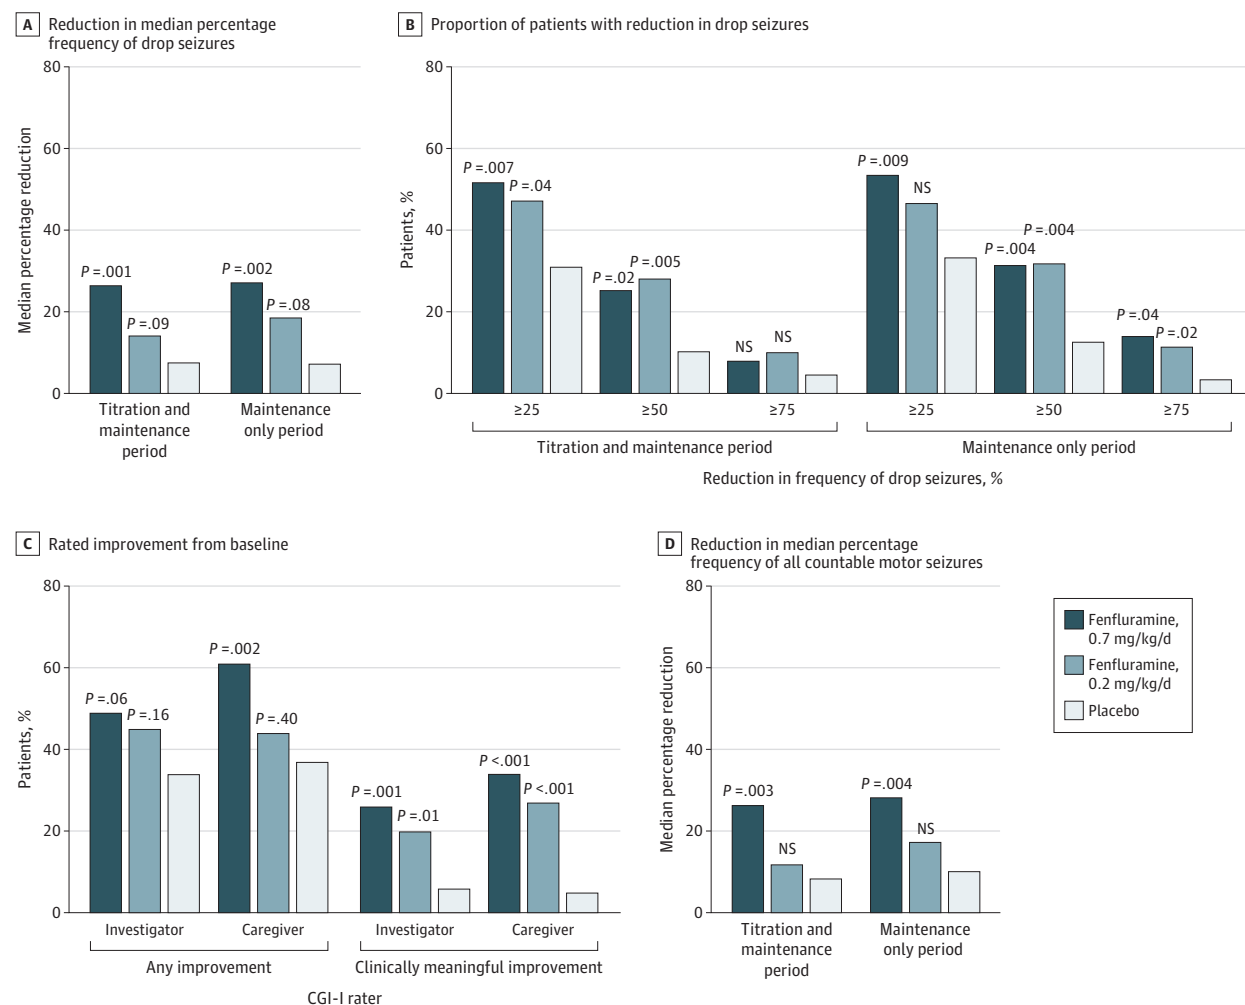 A Reduction in median percentage
frequency of drop seizures
80
60
40
20
0
Median percentage reduction
P =.001
P =.09
P =.002
P =.08
Titration and
maintenance
period
Maintenance
only period
B Proportion of patients with reduction in drop seizures
80
60
40
20
0
Patients, %
P =.007
P =.04
P =.02
P =.005
NS
NS
P =.009
NS
P =.004
P =.004
P =.04
P =.02
≥25
≥50
≥75
≥25
≥50
≥75
Titration and maintenance period
Maintenance only period
Reduction in frequency of drop seizures, %
C Rated improvement from baseline
80
60
40
20
0
Patients, %
P =.06
P =.16
P =.002
P =.40
P =.001
P =.01
P <.001
P <.001
Investigator
Caregiver
Investigator
Caregiver
Any improvement
Clinically meaningful improvement
CGI-I rater
D Reduction in median percentage
frequency of all countable motor seizures
80
60
40
20
0
Median percentage reduction
P =.003
NS
P =.004
NS
Titration and
maintenance
period
Maintenance
only period
Fenfluramine,
0.7 mg/kg/d
Fenfluramine,
0.2 mg/kg/d
Placebo